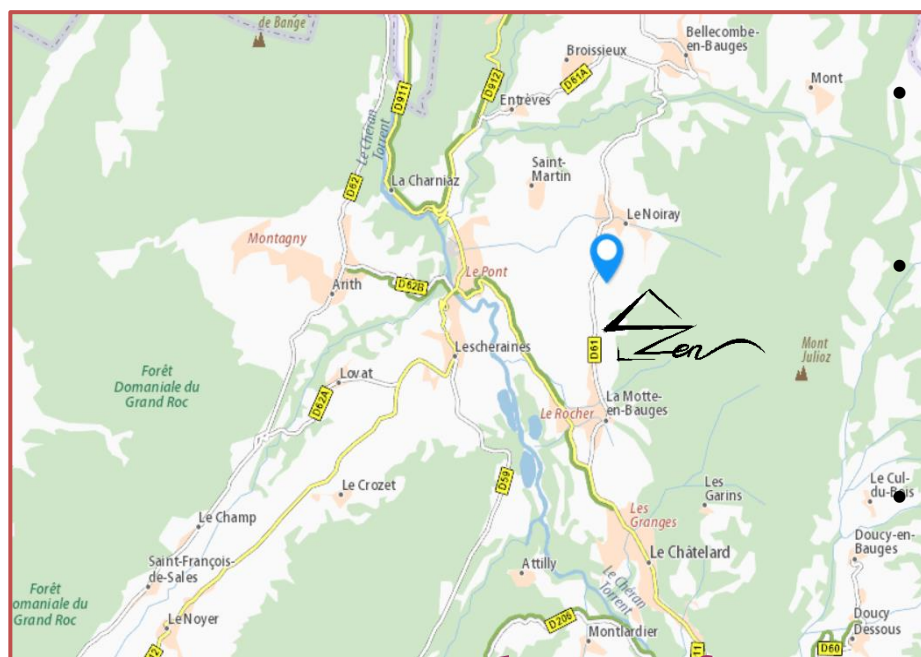 de Bange
Bellecombe-
en-Bauges
Broissieux
D61A
Mont
D911
D912
Entrèves
Le Chéran
Torrent
Saint-
Martin
La Charniaz
D62
Le Noiray
Montagny
Le Pont
D62B
Arith
Zen
Mont
Julioz
D61
Lescheraines
Forêt
Domaniale du
Grand Roc
Lovat
D62A
La Motte-
en-Bauges
Le Rocher
D59
Le Crozet
Les
Garins
Le Cul-
du-Bois
Les
Granges
Le Champ
Doucy-en-
Bauges
Le Châtelard
Saint-François-
de-Sales
Attilly
Le Chéran
Torrent
Forêt
omaniale du
Grand Roc
Le Noyer
D206
Montlardier
Doucy
Dessous
D60
12
11